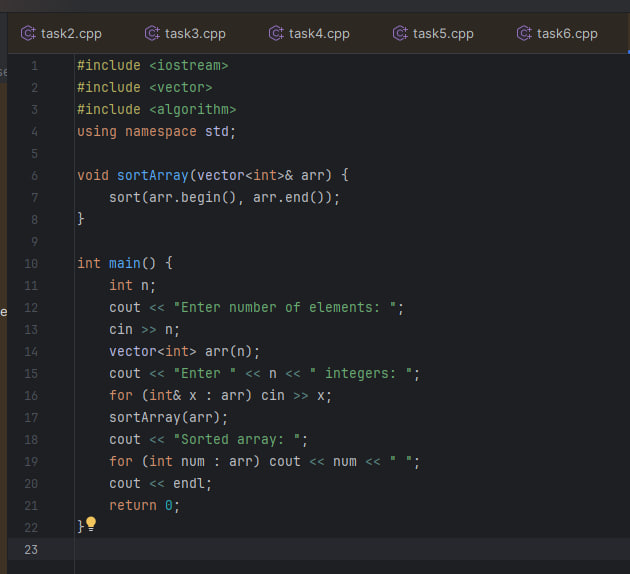 task2.cpp task3.cpp task4.cpp task5.cpp task6.cpp
1 #include <iostream>
2 #include <vector>
3 #include <algorithm>
4 using namespace std;
5
6 void sortArray(vector<int>& arr) {
7     sort(arr.begin(), arr.end());
8 }
9
10 int main() {
11     int n;
12     cout << "Enter number of elements: ";
13     cin >> n;
14     vector<int> arr(n);
15     cout << "Enter " << n << " integers: ";
16     for (int& x : arr) cin >> x;
17     sortArray(arr);
18     cout << "Sorted array: ";
19     for (int num : arr) cout << num << " ";
20     cout << endl;
21     return 0;
22 }
23